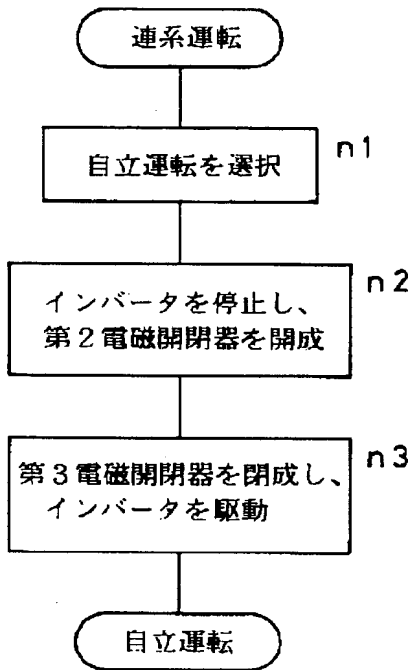 連系運転
自立運転を選択
n1
インバータを停止し、
第2電磁開閉器を開成
n2
第3電磁開閉器を閉成し、
インバータを駆動
n3
自立運転